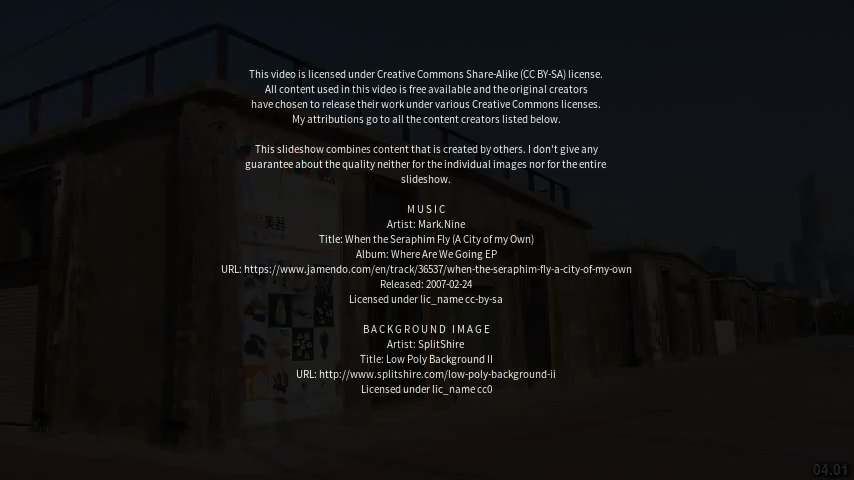 This video is licensed under Creative Commons Share-Alike (CC BY-SA) license.
All content used in this video is free available and the original creators
have chosen to release their work under various Creative Commons licenses.
My attributions go to all the content creators listed below.
This slideshow combines content that is created by others. I don't give any
guarantee about the quality neither for the individual images nor for the entire
slideshow.
MUSIC
Artist: Mark.Nine
Title: When the Seraphim Fly (A City of my Own)
Album: Where Are We Going EP
URL: https://www.jamendo.com/en/track/36537/when-the-seraphim-fly-a-city-of-my-own
Released: 2007-02-24
Licensed under lic_name cc-by-sa
BACKGROUND IMAGE
Artist: SplitShire
Title: Low Poly Background II
URL: http://www.splitshire.com/low-poly-background-ii
Licensed under lic_name cc0
04.01